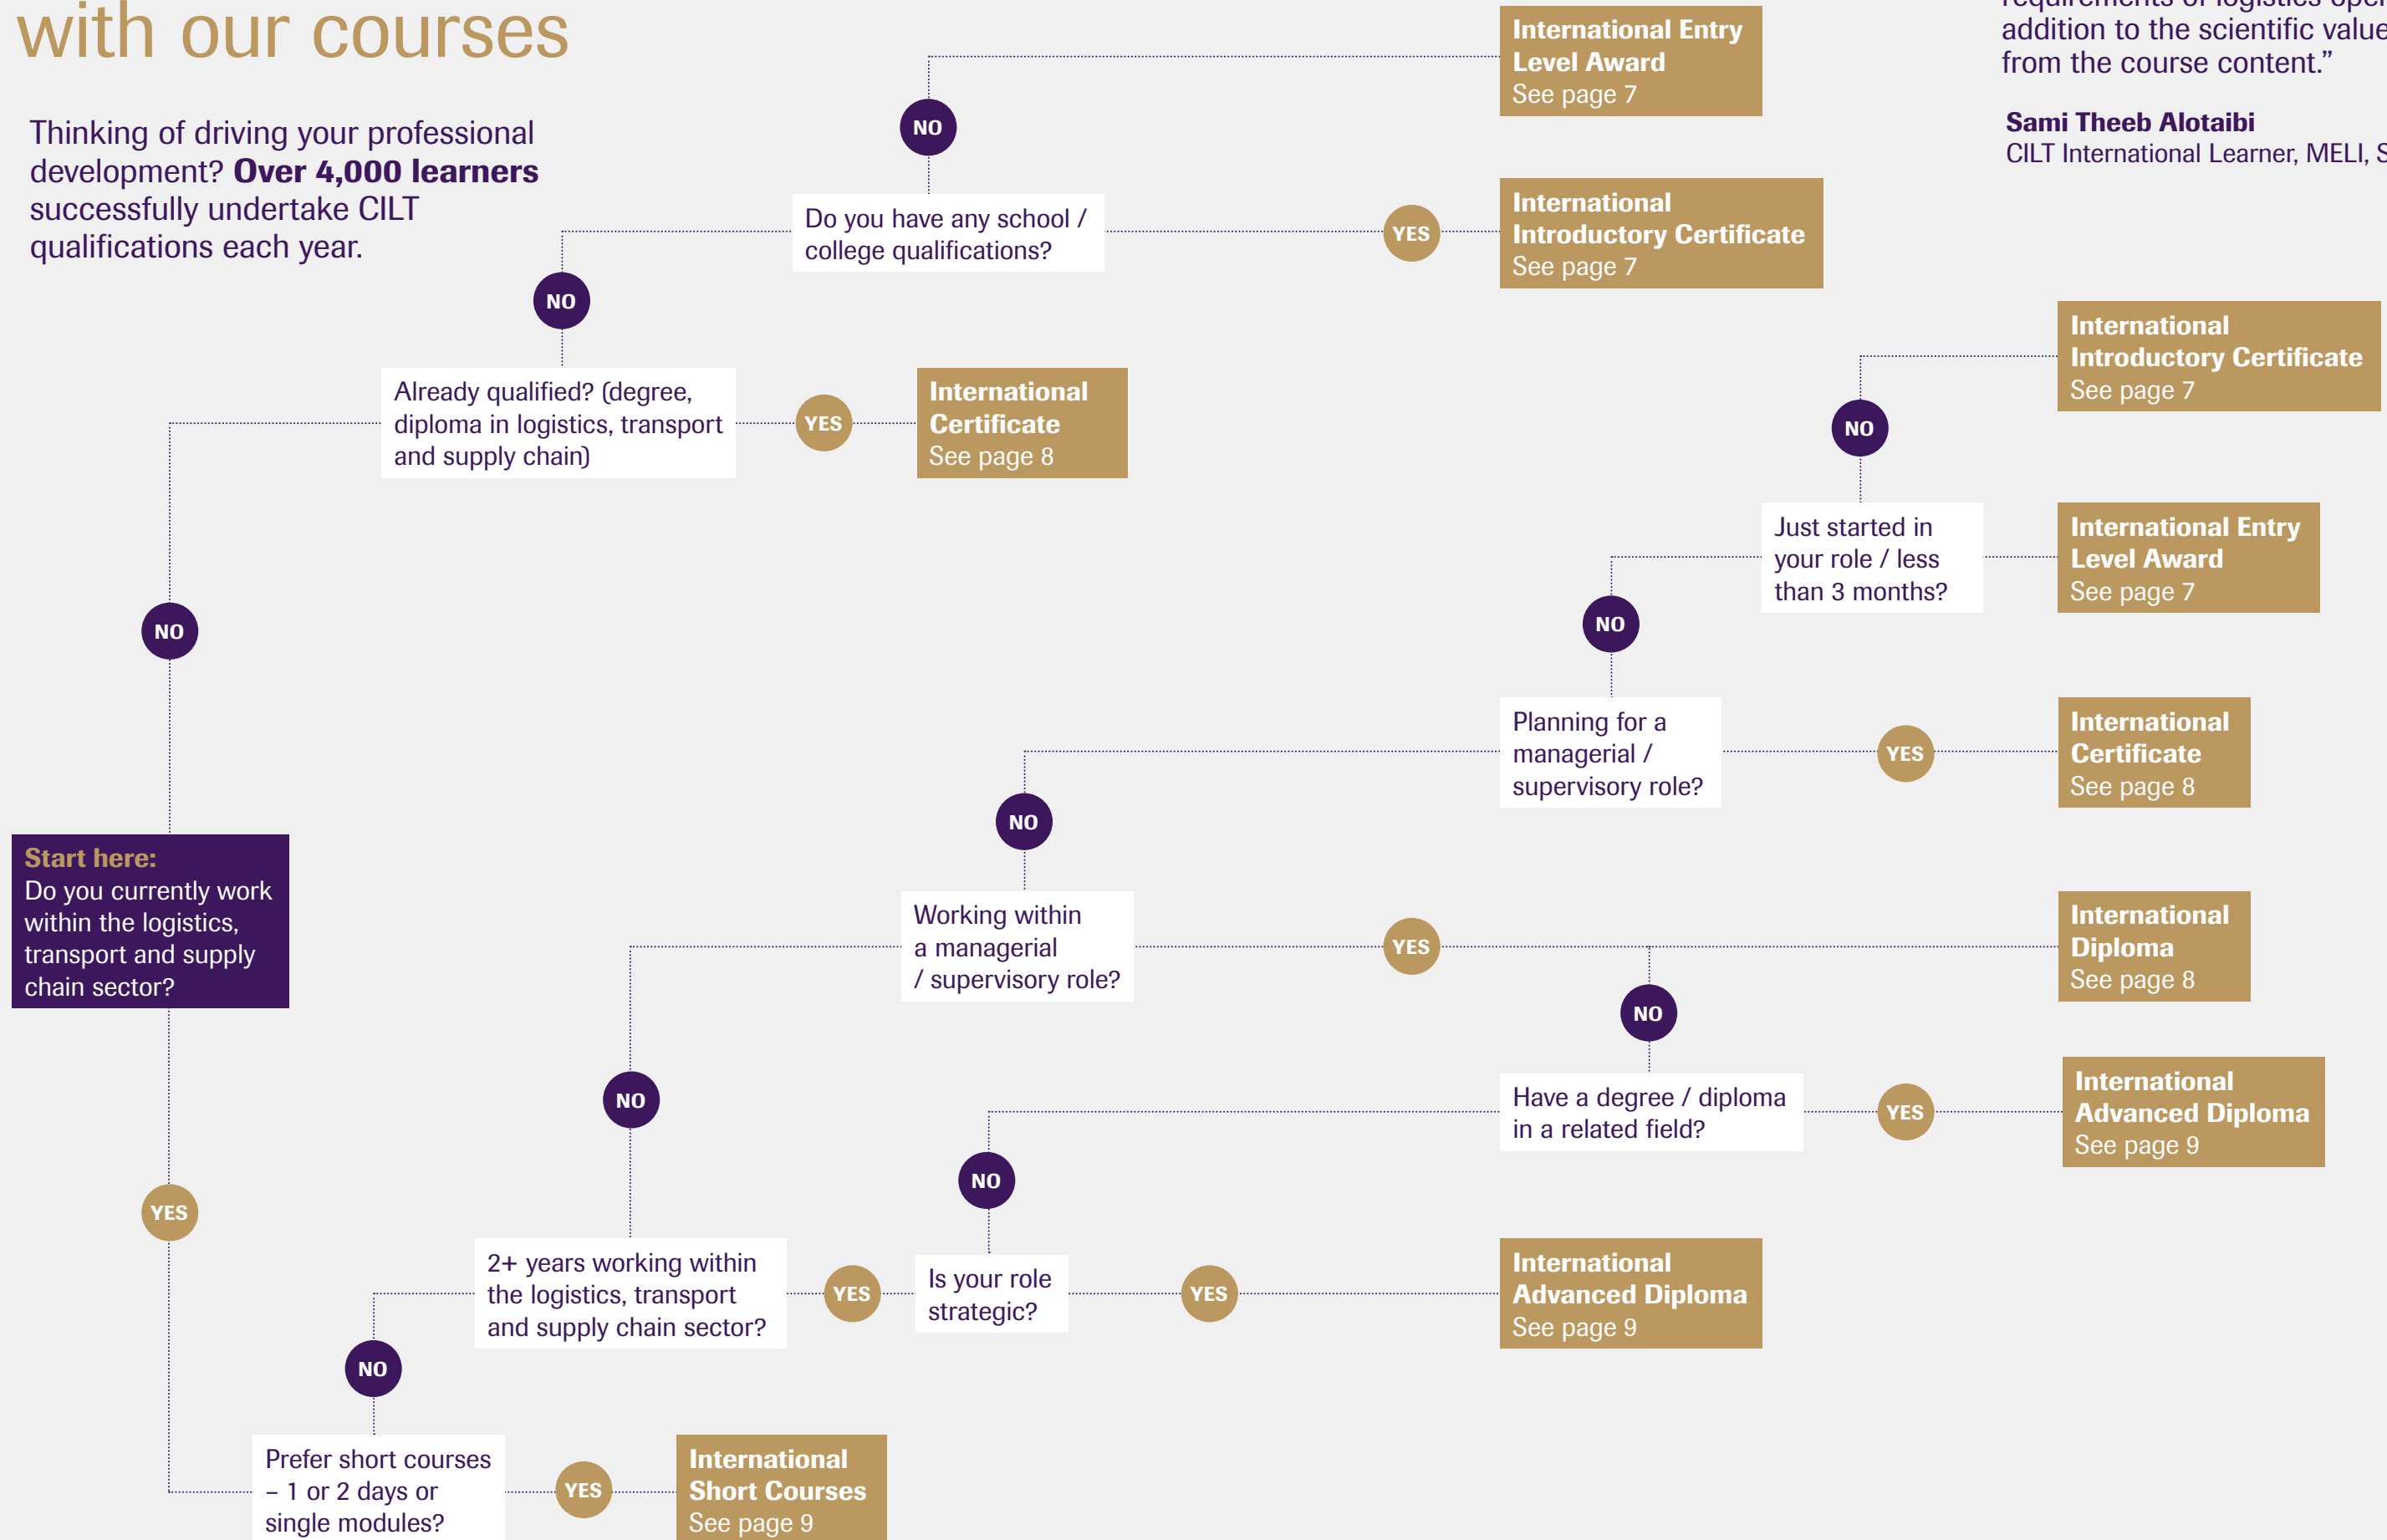 with our courses
Thinking of driving your professional
development? Over 4,000 learners
successfully undertake CILT
qualifications each year.
requirements of logistics
addition to the scientific value
from the course content.”
Sami Theeb Alotaibi
CILT International Learner, MELI,
International Entry
Level Award
See page 7
NO
Do you have any school /
college qualifications?
YES
International
Introductory Certificate
See page 7
NO
Already qualified? (degree,
diploma in logistics, transport
and supply chain)
YES
International
Certificate
See page 8
International
Introductory Certificate
See page 7
NO
Just started in
your role / less
than 3 months?
International Entry
Level Award
See page 7
NO
NO
Planning for a
managerial /
supervisory role?
YES
International
Certificate
See page 8
NO
Start here:
Do you currently work
within the logistics,
transport and supply
chain sector?
Working within
a managerial
/ supervisory role?
YES
International
Diploma
See page 8
NO
Have a degree / diploma
in a related field?
YES
International
Advanced Diploma
See page 9
NO
NO
YES
2+ years working within
the logistics, transport
and supply chain sector?
YES
Is your role
strategic?
YES
International
Advanced Diploma
See page 9
NO
Prefer short courses
– 1 or 2 days or
single modules?
YES
International
Short Courses
See page 9